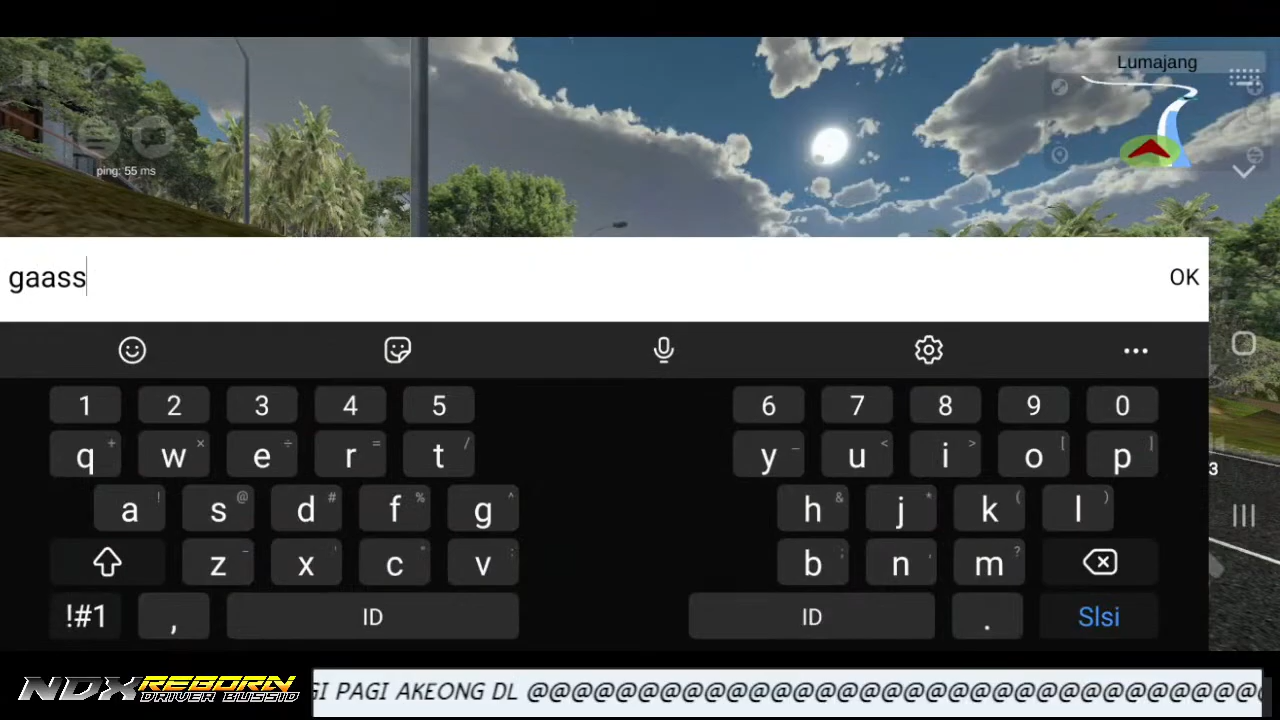 Lumajang
ping: 55 ms
gaass
OK
1 2 3 4 5 6 7 8 9 0
q + w × e ÷ r = t / y _ u < i > o [ p ]
a ! s @ d # f % g ^ h & j * k ( l )
z - x ' c " v : b ; n , m ?
3
!#1 , ID ID . Slsi
NDX REBORN
DRIVER BUSSID
GI PAGI AKEONG DL @@@@@@@@@@@@@@@@@@@@@@@@@@@@@@@@@@@@@@@@